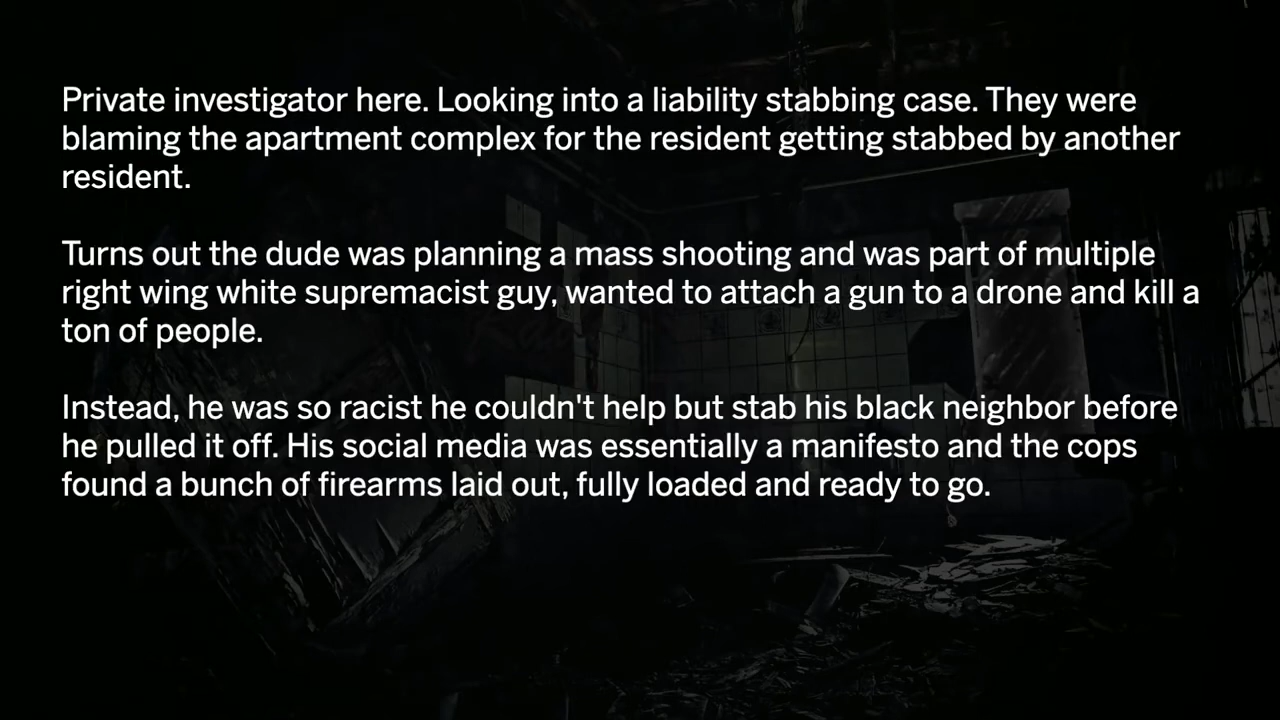 Private investigator here. Looking into a liability stabbing case. They were
blaming the apartment complex for the resident getting stabbed by another
resident.
Turns out the dude was planning a mass shooting and was part of multiple
right wing white supremacist guy, wanted to attach a gun to a drone and kill a
ton of people.
Instead, he was so racist he couldn't help but stab his black neighbor before
he pulled it off. His social media was essentially a manifesto and the cops
found a bunch of firearms laid out, fully loaded and ready to go.